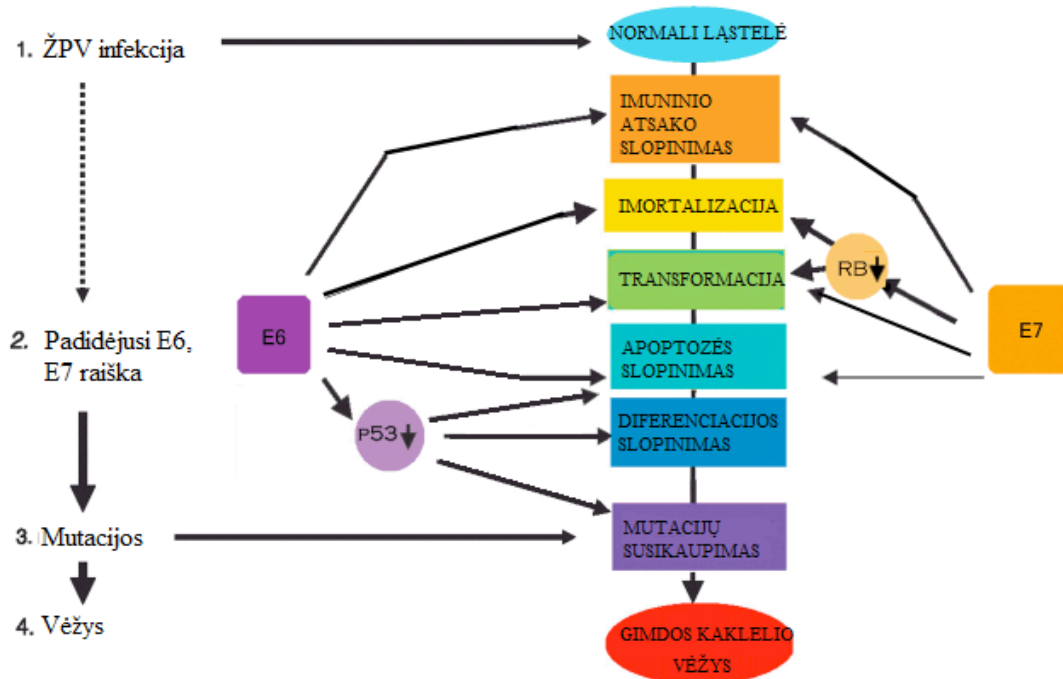 1. ŽPV infekcija
NORMALI LĄSTELĖ
IMUNINIO
ATSAKO
SLOPINIMAS
IMORTALIZACIJA
TRANSFORMACIJA
RB
E6
E7
2. Padidėjusi E6,
E7 raiška
APOPTOZĖS
SLOPINIMAS
P53
DIFERENCIACIJOS
SLOPINIMAS
3. Mutacijos
MUTACIJŲ
SUSIKAUPIMAS
4. Vėžys
GIMDOS KAKLELIO
VĖŽYS